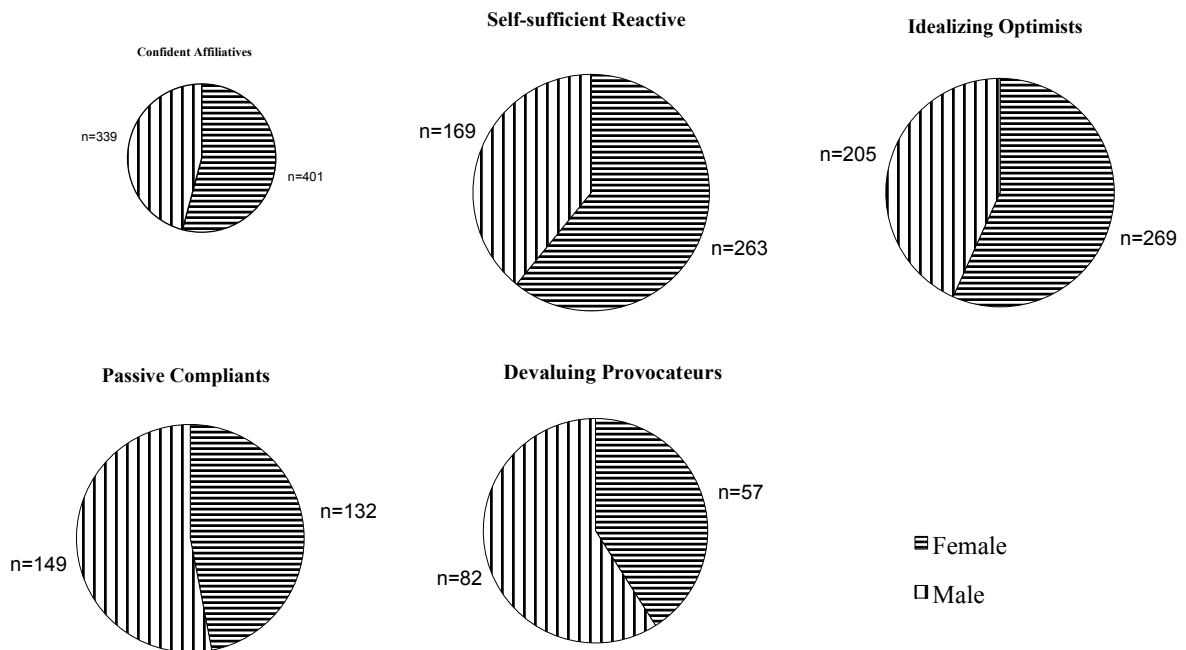 Confident Affiliatives
n=339
n=401
Self-sufficient Reactive
n=169
n=263
Idealizing Optimists
n=205
n=269
Passive Compliants
n=132
n=149
Devaluing Provocateurs
n=57
n=82
Female
Male